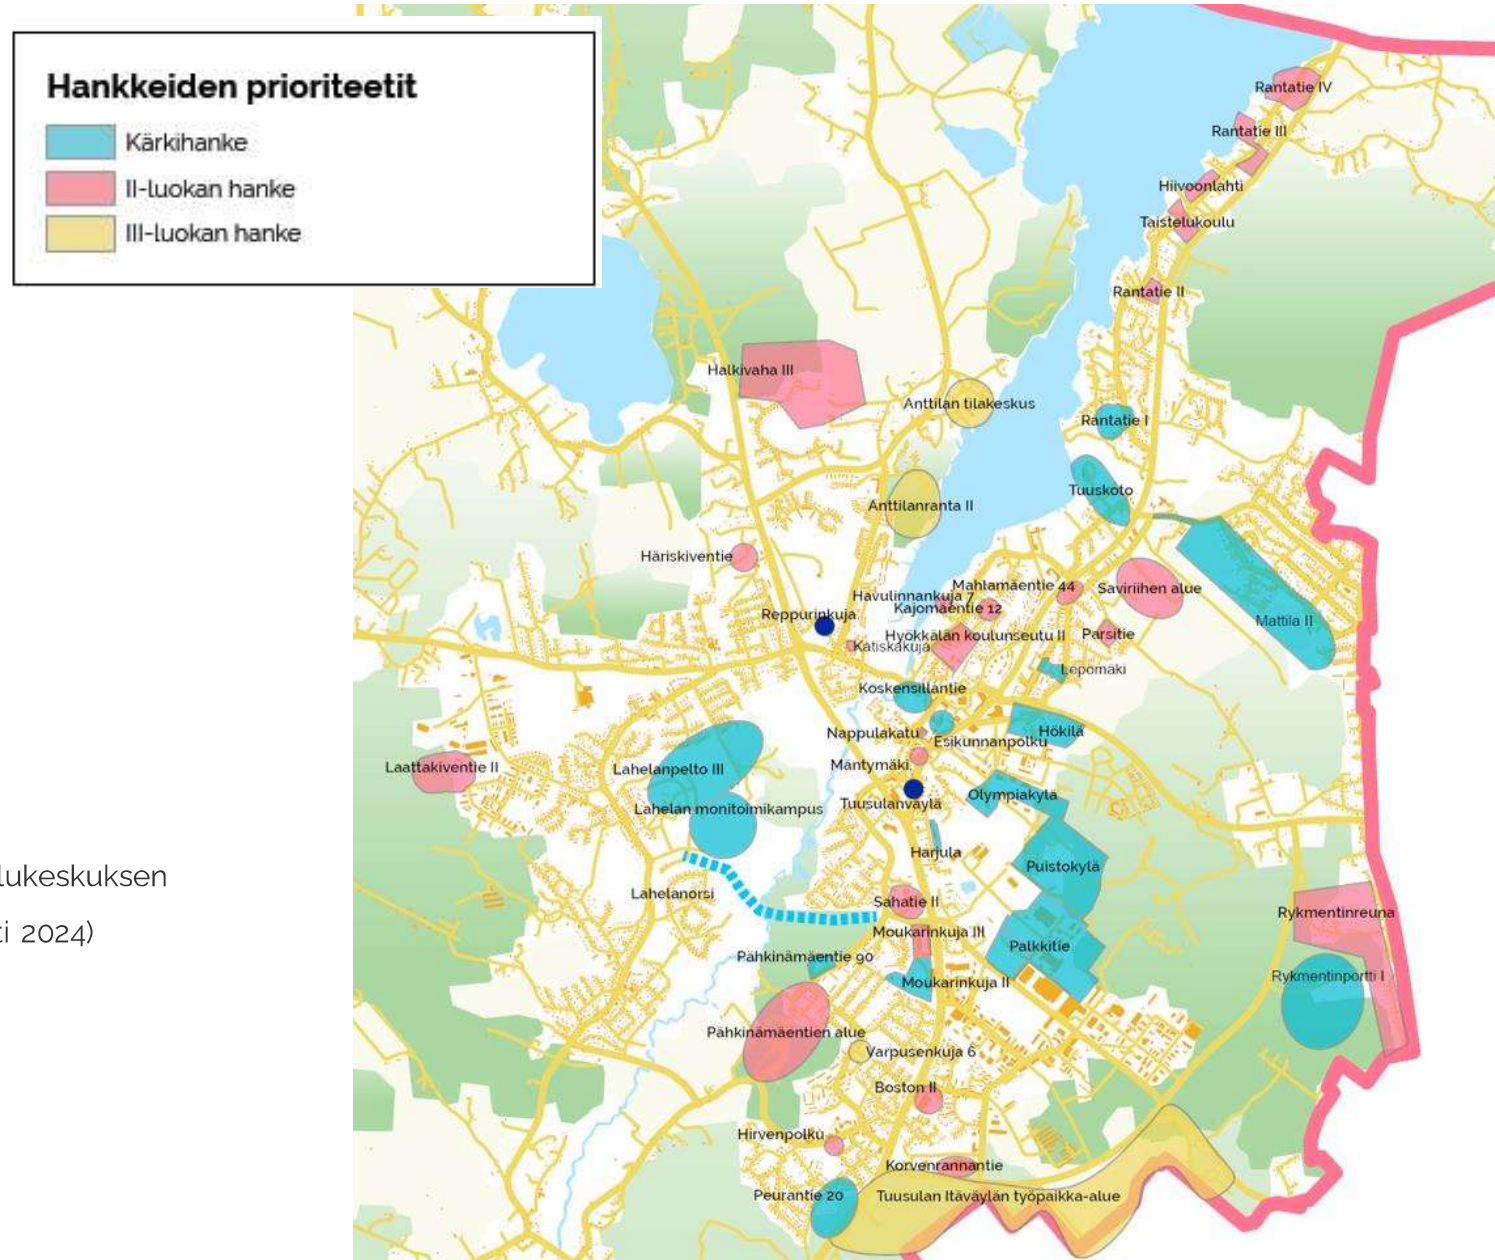 Hankkeiden prioriteetit
Kärkihanke
II-luokan hanke
III-luokan hanke
Rantatie IV
Rantatie III
Hiivoonlahti
Taistelukoulu
Rantatie II
Halkivaha III
Anttilan tilakeskus
Rantatie I
Tuuskoto
Anttilanranta II
Häriskiventie
Mahlamäentie 44
Saviriihen alue
Havulinnankuja 7
Kajomäentie 12
Reppurinkuja
Mattila II
Hyökkälän koulunseutu II
Parsitie
Katiskakuja
Lepomäki
Koskensillantie
Nappulakatu
Esikunnanpolku
Hökilä
Mäntymäki
Laattakiventie II
Lahelanpelto III
Olympiakylä
Tuusulanväylä
Lahelan monitoimikampus
Harjula
Puistokylä
lukeskuksen
Lahelanorsi
Sahatie II
Rykmentinreuna
ti 2024)
Moukarinkuja III
Palkkitie
Pähkinämäentie 90
Rykmentinportti I
Moukarinkuja II
Pähkinämäentien alue
Varpusenkuja 6
Boston II
Hirvenpolku
Korvenrannantie
Peurantie 20
Tuusulan Itäväylän työpaikka-alue